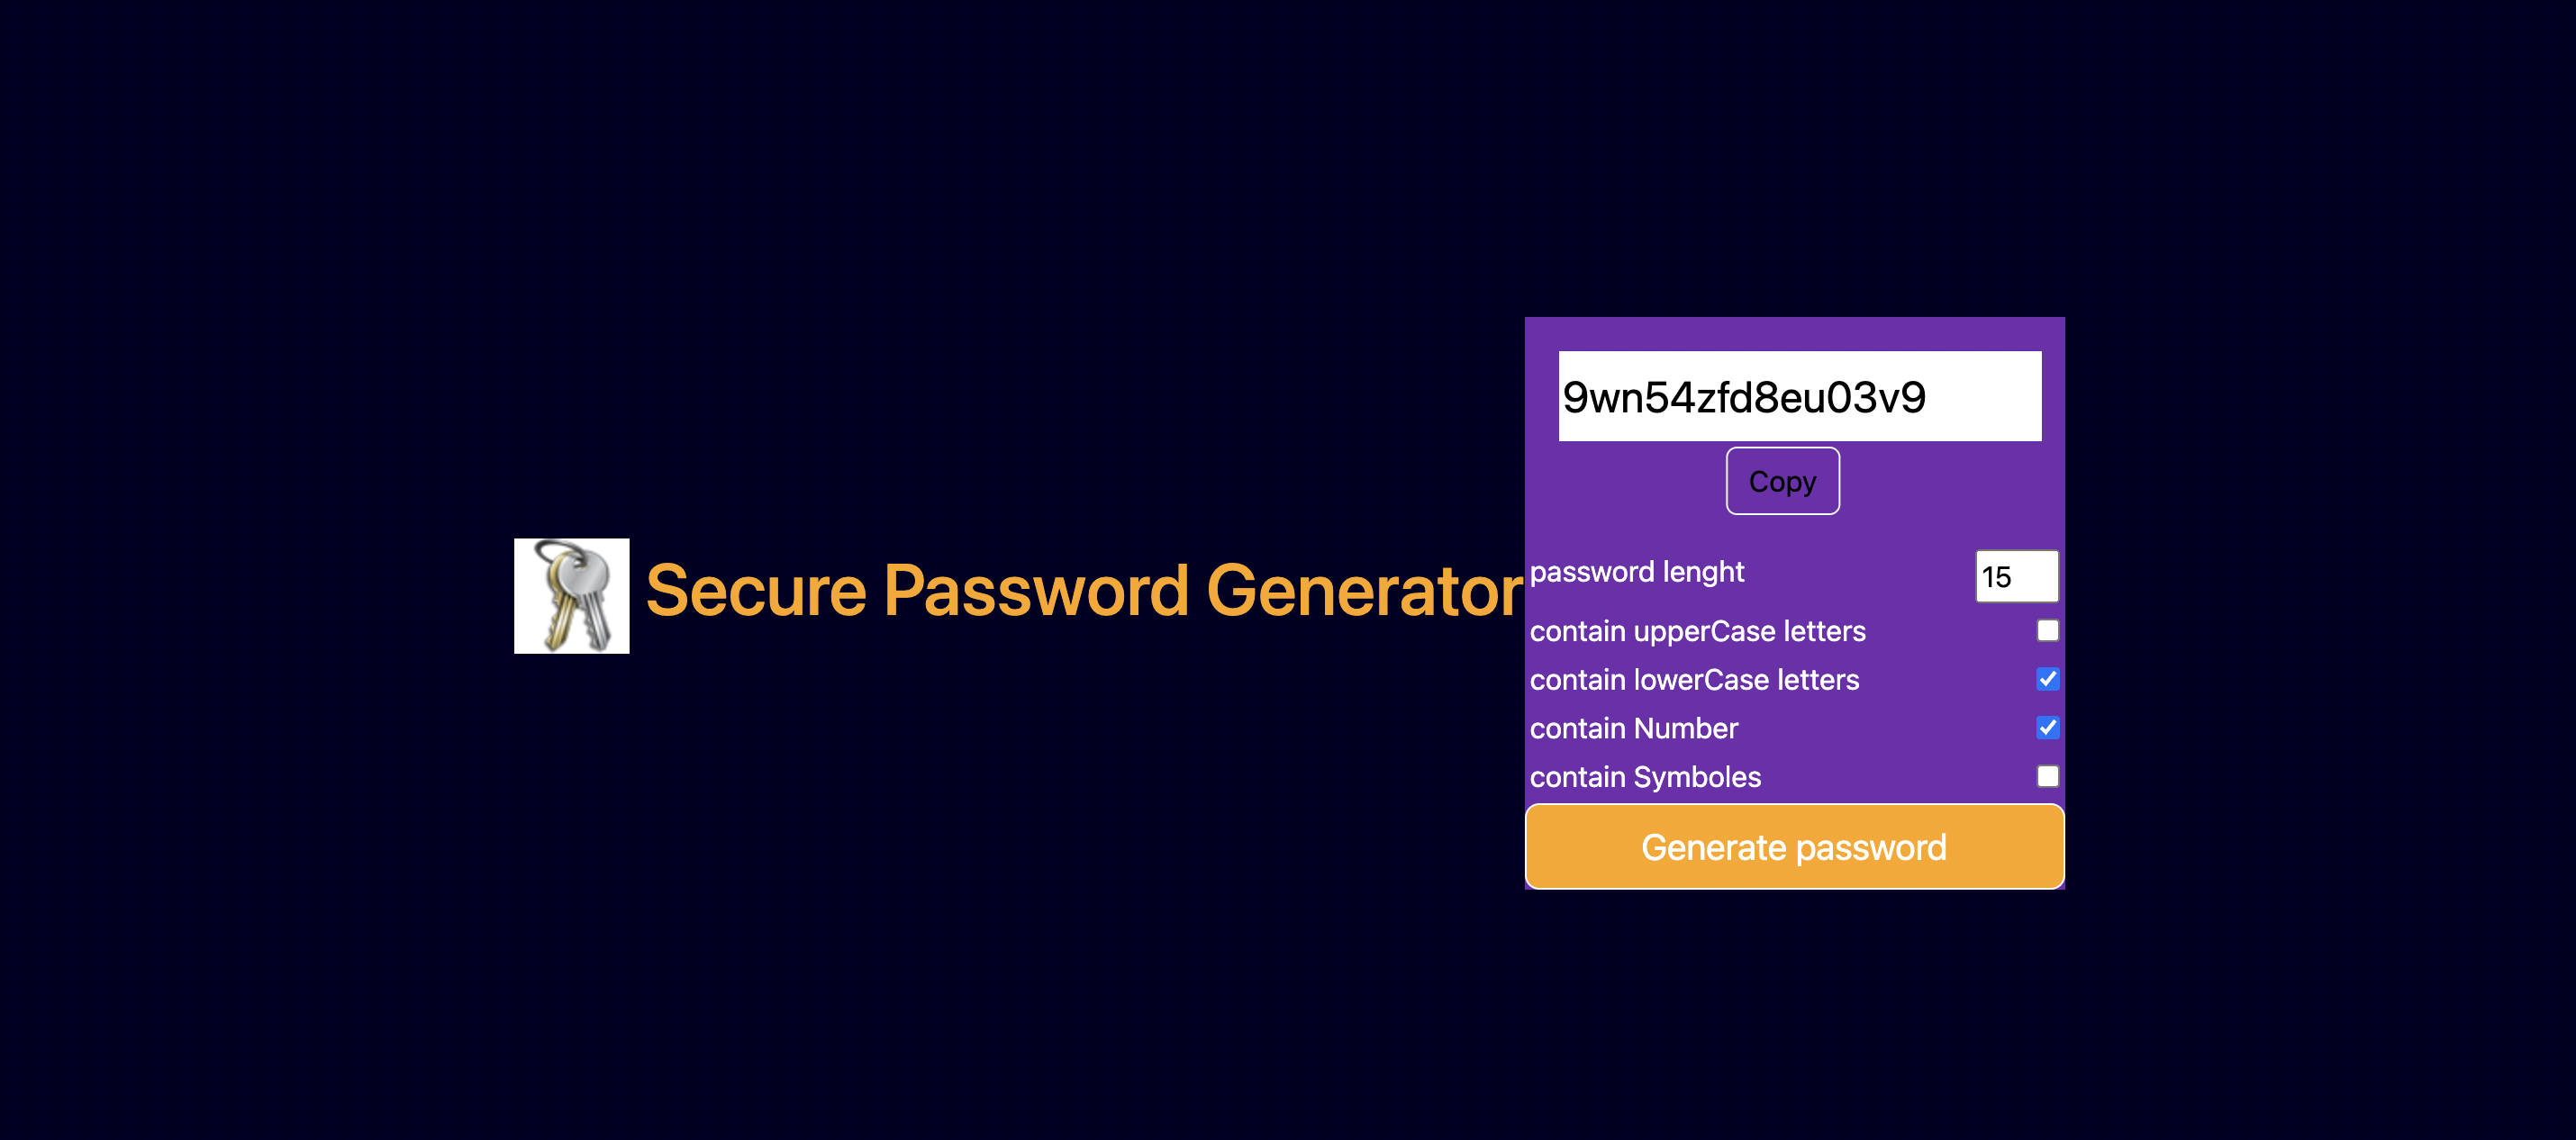 Secure Password Generator
9wn54zfd8eu03v9
Copy
password lenght 15
contain upperCase letters
contain lowerCase letters
contain Number
contain Symboles
Generate password